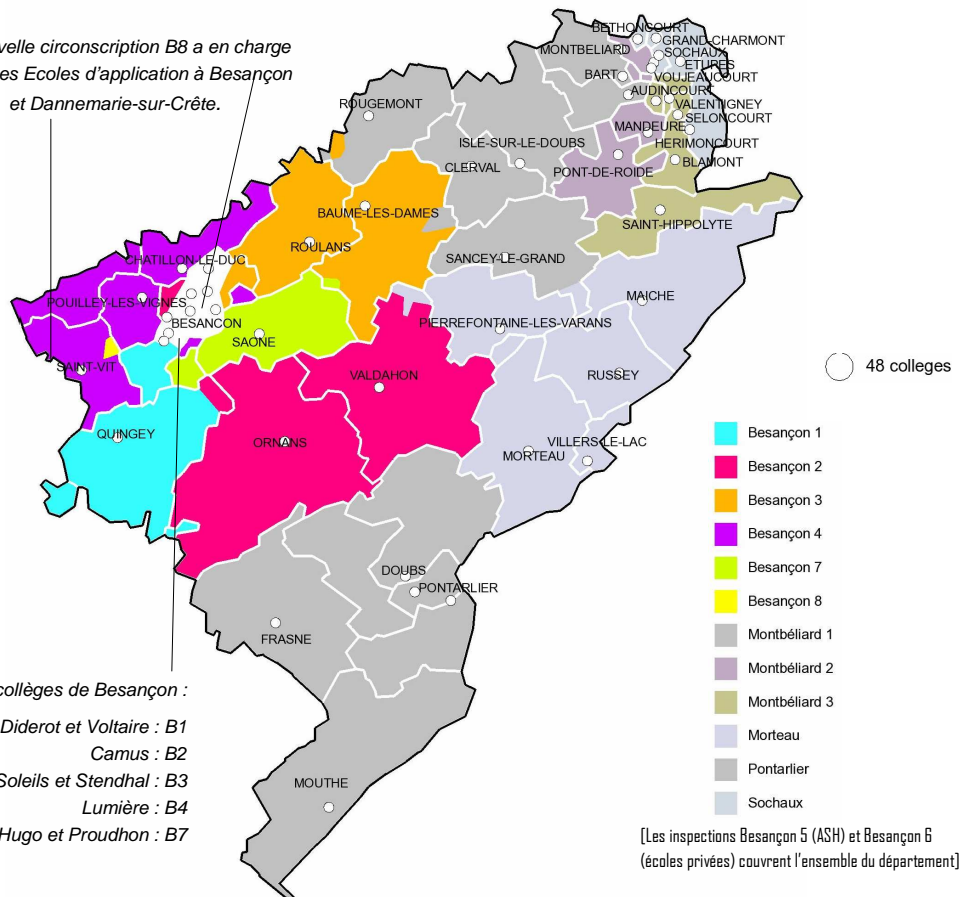 velle circonscription B8 a en charge
es Ecoles d'application à Besançon
et Dannemarie-sur-Crête.
BETHONCOURT
GRAND-CHARMONT
MONTBELIARD
SOCHAUX
ETUPES
BART
VOUJEAUCOURT
AUDINCOURT
VALENTIGNEY
ROUGEMONT
SELONCOURT
MANDEURE
ISLE-SUR-LE-DOUBS
HERIMONCOURT
CLERVAL
BLAMONT
PONT-DE-ROIDE
BAUME-LES-DAMES
SAINT-HIPPOLYTE
ROULANS
CHATILLON-LE-DUC
SANCEY-LE-GRAND
POUILLEY-LES-VIGNES
MAICHE
BESANCON
PIERREFONTAINE-LES-VARANS
SAONE
SAINT-VIT
VALDAHON
RUSSEY
48 colleges
QUINGEY
ORNANS
VILLERS-LE-LAC
MORTEAU
DOUBS
PONTARLIER
FRASNE
MOUTHE
Besançon 1
Besançon 2
Besançon 3
Besançon 4
Besançon 7
Besançon 8
Montbéliard 1
Montbéliard 2
Montbéliard 3
Morteau
Pontarlier
Sochaux
[Les inspections Besançon 5 (ASH) et Besançon 6
(écoles privées) couvrent l'ensemble du département]
collèges de Besançon :
Diderot et Voltaire : B1
Camus : B2
Soleils et Stendhal : B3
Lumière : B4
Hugo et Proudhon : B7